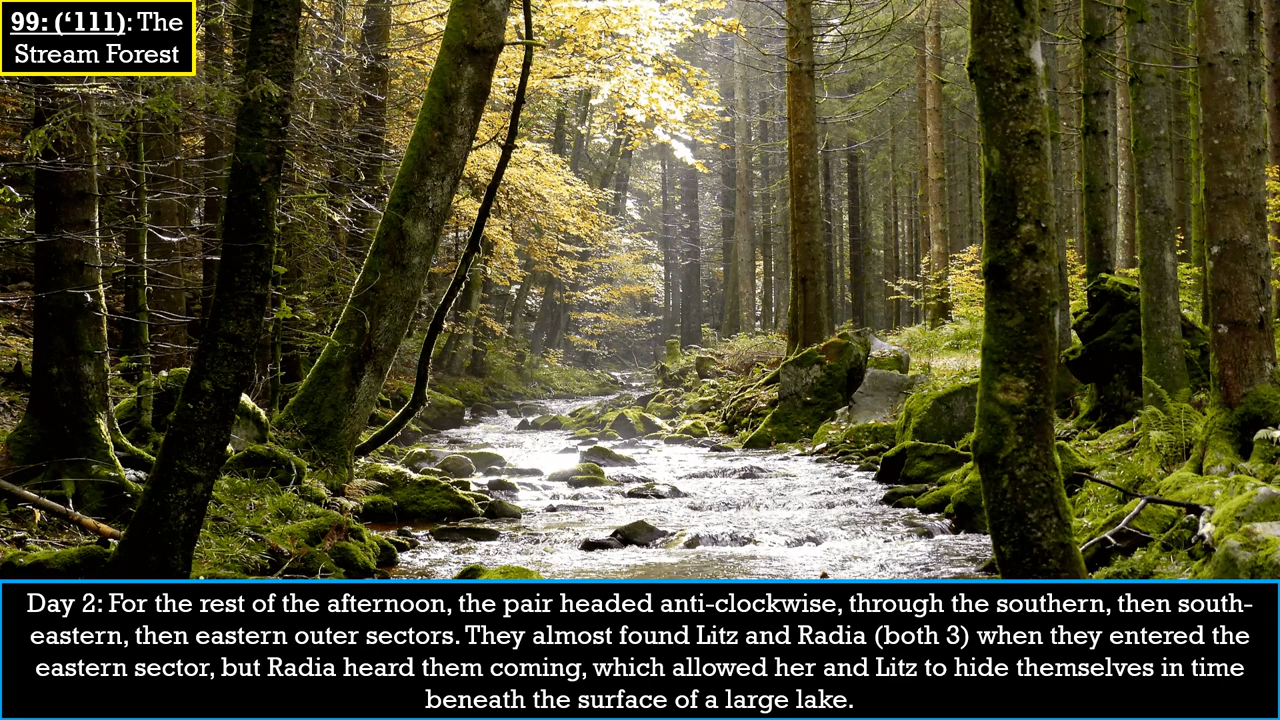 99: (‘111): The
Stream Forest
Day 2: For the rest of the afternoon, the pair headed anti-clockwise, through the southern, then south-
eastern, then eastern outer sectors. They almost found Litz and Radia (both 3) when they entered the
eastern sector, but Radia heard them coming, which allowed her and Litz to hide themselves in time
beneath the surface of a large lake.